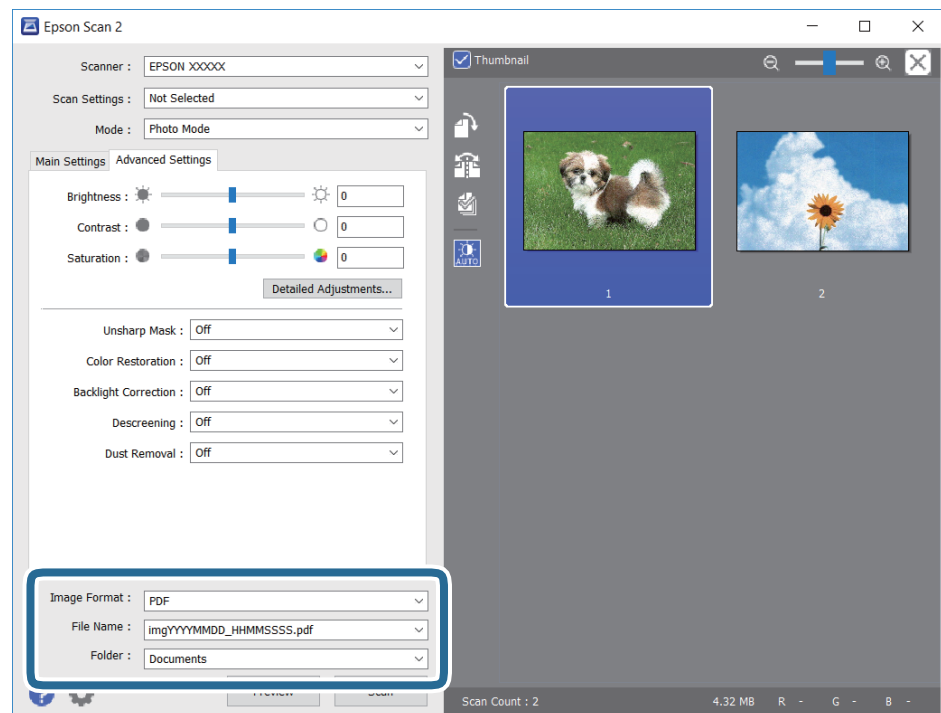 Epson Scan 2
Scanner : EPSON XXXXX
Scan Settings : Not Selected
Mode : Photo Mode
Main Settings Advanced Settings
Brightness : 0
Contrast : 0
Saturation : 0
Detailed Adjustments...
Unsharp Mask : Off
Color Restoration : Off
Backlight Correction : Off
Descreening : Off
Dust Removal : Off
Image Format : PDF
File Name : imgYYYYMMDD_HHMMSSSS.pdf
Folder : Documents
? Preview Scan
Thumbnail
AUTO
1 2
Scan Count : 2 4.32 MB R - G - B -